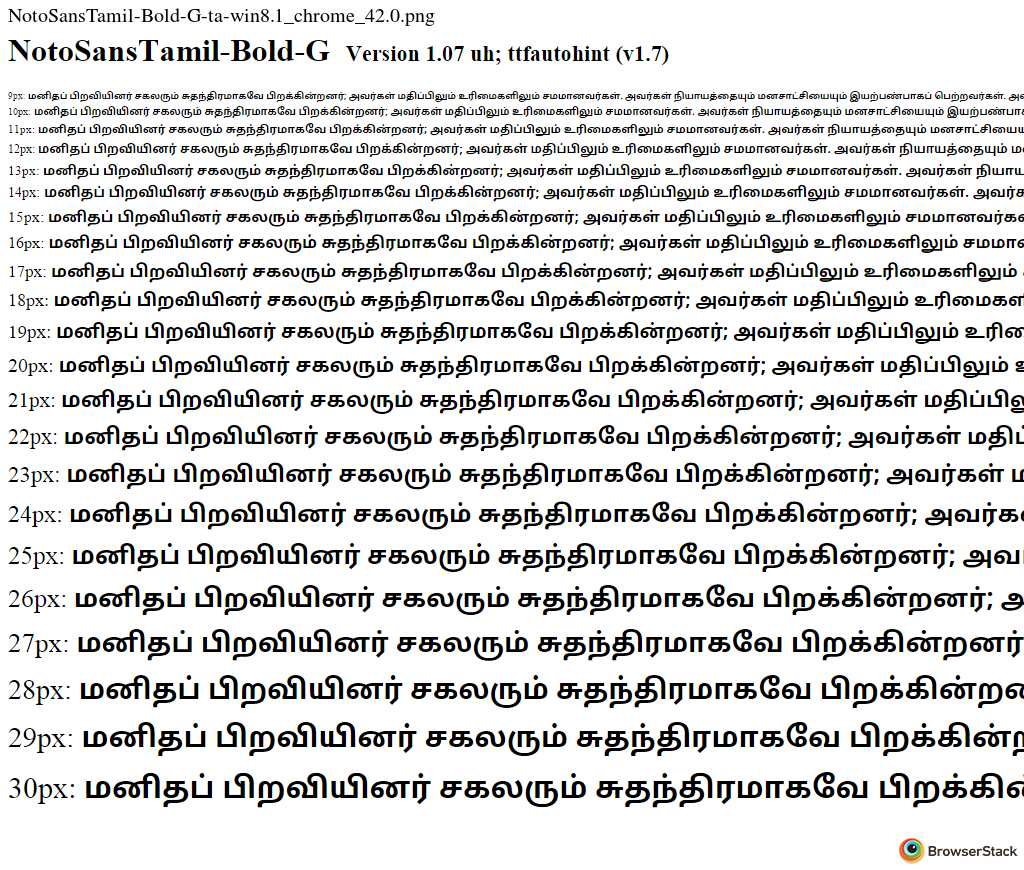 NotoSansTamil-Bold-G-ta-win8.1_chrome_42.0.png
NotoSansTamil-Bold-G Version 1.07 uh; ttfautohint (v1.7)
9px: மனிதப் பிறவியினர் சகலரும் சுதந்திரமாகவே பிறக்கின்றனர்; அவர்கள் மதிப்பிலும் உரிமைகளிலும் சமமானவர்கள். அவர்கள் நியாயத்தையும் மனசாட்சியையும் இயற்பண்பாகப் பெற்றவர்கள்.
10px: மனிதப் பிறவியினர் சகலரும் சுதந்திரமாகவே பிறக்கின்றனர்; அவர்கள் மதிப்பிலும் உரிமைகளிலும் சமமானவர்கள். அவர்கள் நியாயத்தையும் மனசாட்சியையும்
11px: மனிதப் பிறவியினர் சகலரும் சுதந்திரமாகவே பிறக்கின்றனர்; அவர்கள் மதிப்பிலும் உரிமைகளிலும் சமமானவர்கள். அவர்கள் நியாயத்தையும்
12px: மனிதப் பிறவியினர் சகலரும் சுதந்திரமாகவே பிறக்கின்றனர்; அவர்கள் மதிப்பிலும் உரிமைகளிலும் சமமானவர்கள். அவர்கள் நியாயத்தையும்
13px: மனிதப் பிறவியினர் சகலரும் சுதந்திரமாகவே பிறக்கின்றனர்; அவர்கள் மதிப்பிலும் உரிமைகளிலும் சமமானவர்கள். அவர்கள்
14px: மனிதப் பிறவியினர் சகலரும் சுதந்திரமாகவே பிறக்கின்றனர்; அவர்கள் மதிப்பிலும் உரிமைகளிலும் சமமானவர்கள்.
15px: மனிதப் பிறவியினர் சகலரும் சுதந்திரமாகவே பிறக்கின்றனர்; அவர்கள் மதிப்பிலும் உரிமைகளிலும்
16px: மனிதப் பிறவியினர் சகலரும் சுதந்திரமாகவே பிறக்கின்றனர்; அவர்கள் மதிப்பிலும் உரிமைகளிலும்
17px: மனிதப் பிறவியினர் சகலரும் சுதந்திரமாகவே பிறக்கின்றனர்; அவர்கள் மதிப்பிலும் உரிமைகளிலும்
18px: மனிதப் பிறவியினர் சகலரும் சுதந்திரமாகவே பிறக்கின்றனர்; அவர்கள் மதிப்பிலும்
19px: மனிதப் பிறவியினர் சகலரும் சுதந்திரமாகவே பிறக்கின்றனர்; அவர்கள் மதிப்பிலும்
20px: மனிதப் பிறவியினர் சகலரும் சுதந்திரமாகவே பிறக்கின்றனர்; அவர்கள் மதிப்பிலும்
21px: மனிதப் பிறவியினர் சகலரும் சுதந்திரமாகவே பிறக்கின்றனர்; அவர்கள்
22px: மனிதப் பிறவியினர் சகலரும் சுதந்திரமாகவே பிறக்கின்றனர்; அவர்கள்
23px: மனிதப் பிறவியினர் சகலரும் சுதந்திரமாகவே பிறக்கின்றனர்; அவர்கள்
24px: மனிதப் பிறவியினர் சகலரும் சுதந்திரமாகவே பிறக்கின்றனர்;
25px: மனிதப் பிறவியினர் சகலரும் சுதந்திரமாகவே பிறக்கின்றனர்;
26px: மனிதப் பிறவியினர் சகலரும் சுதந்திரமாகவே பிறக்கின்றனர்;
27px: மனிதப் பிறவியினர் சகலரும் சுதந்திரமாகவே பிறக்கின்றனர்
28px: மனிதப் பிறவியினர் சகலரும் சுதந்திரமாகவே
29px: மனிதப் பிறவியினர் சகலரும் சுதந்திரமாகவே
30px: மனிதப் பிறவியினர் சகலரும் சுதந்திரமாகவே
BrowserStack